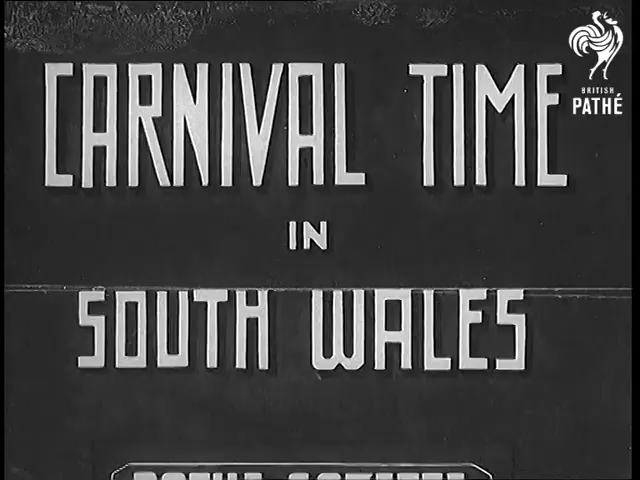 CARNIVAL TIME
IN
SOUTH WALES
BRITISH
PATHÉ